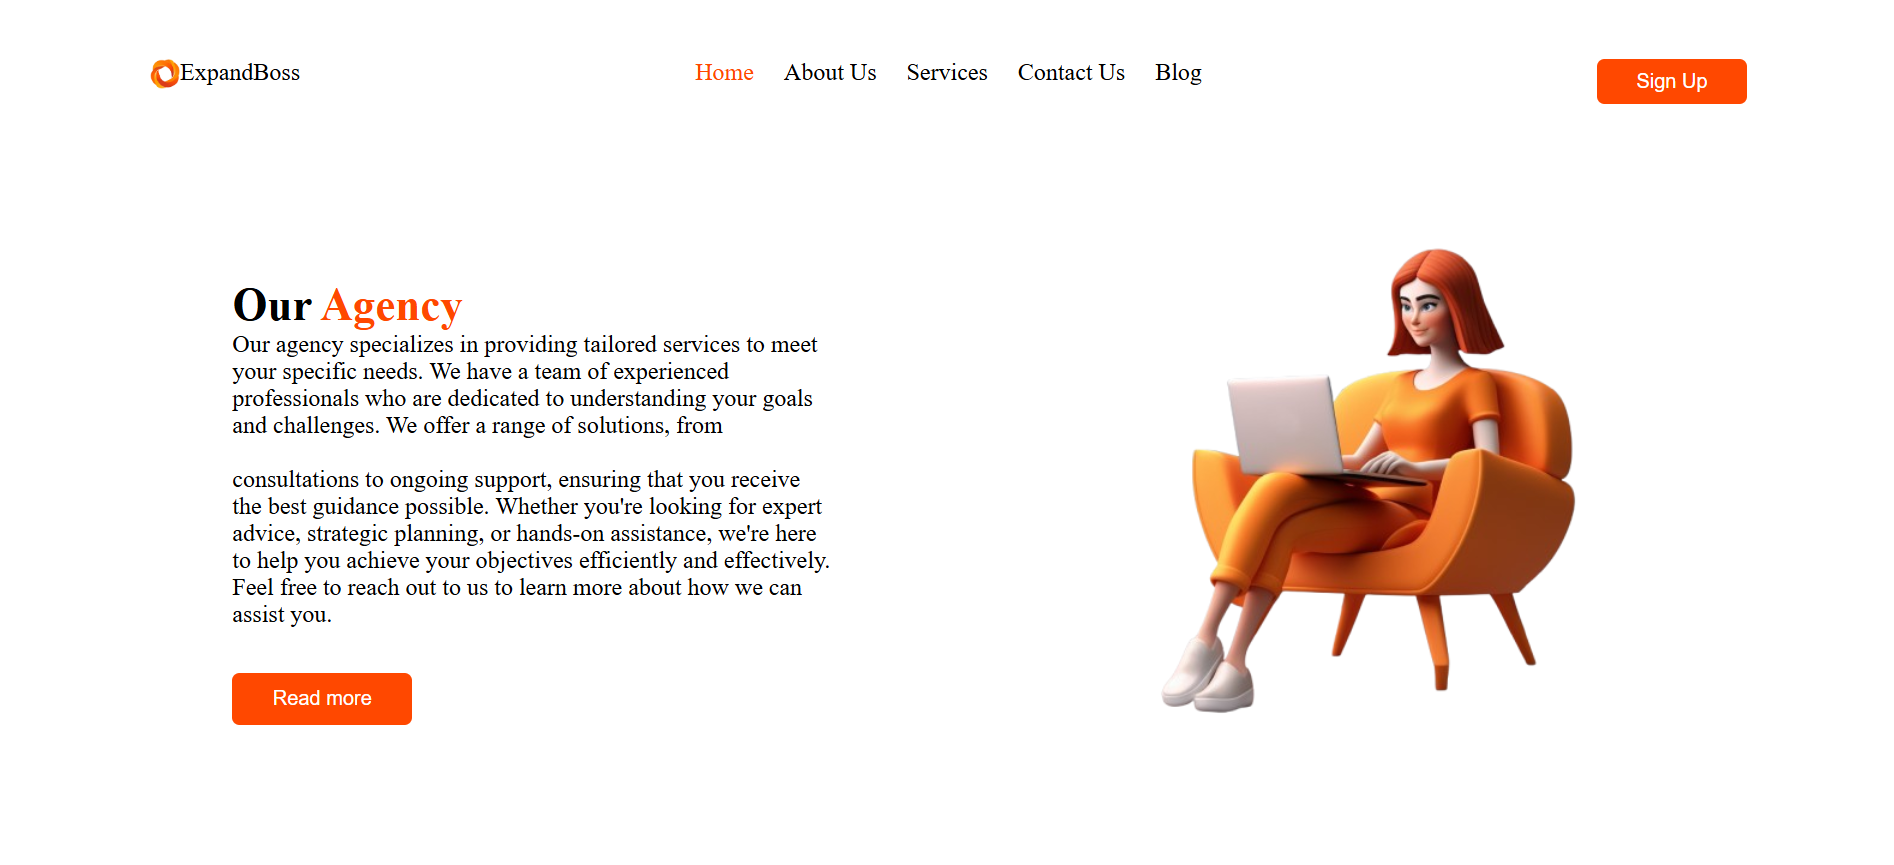 ExpandBoss
Home About Us Services Contact Us Blog
Sign Up
Our Agency
Our agency specializes in providing tailored services to meet
your specific needs. We have a team of experienced
professionals who are dedicated to understanding your goals
and challenges. We offer a range of solutions, from
consultations to ongoing support, ensuring that you receive
the best guidance possible. Whether you're looking for expert
advice, strategic planning, or hands-on assistance, we're here
to help you achieve your objectives efficiently and effectively.
Feel free to reach out to us to learn more about how we can
assist you.
Read more